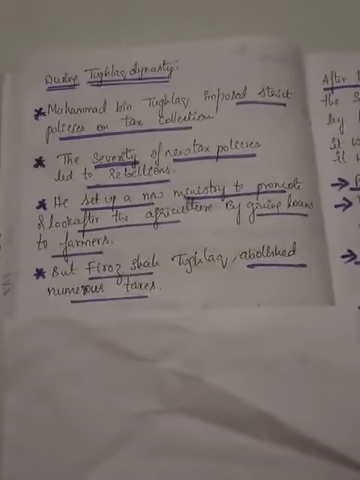 During Tughlaq dynasty:
* Muhammad bin Tughlaq imposed strict
policies on tax collection
* The severity of new tax policies
led to rebellions.
* He set up a new ministry to promote
& look after the agriculture By giving loans
to farmers.
* But Firoz shah Tughlaq, abolished
numerous taxes.
After
the